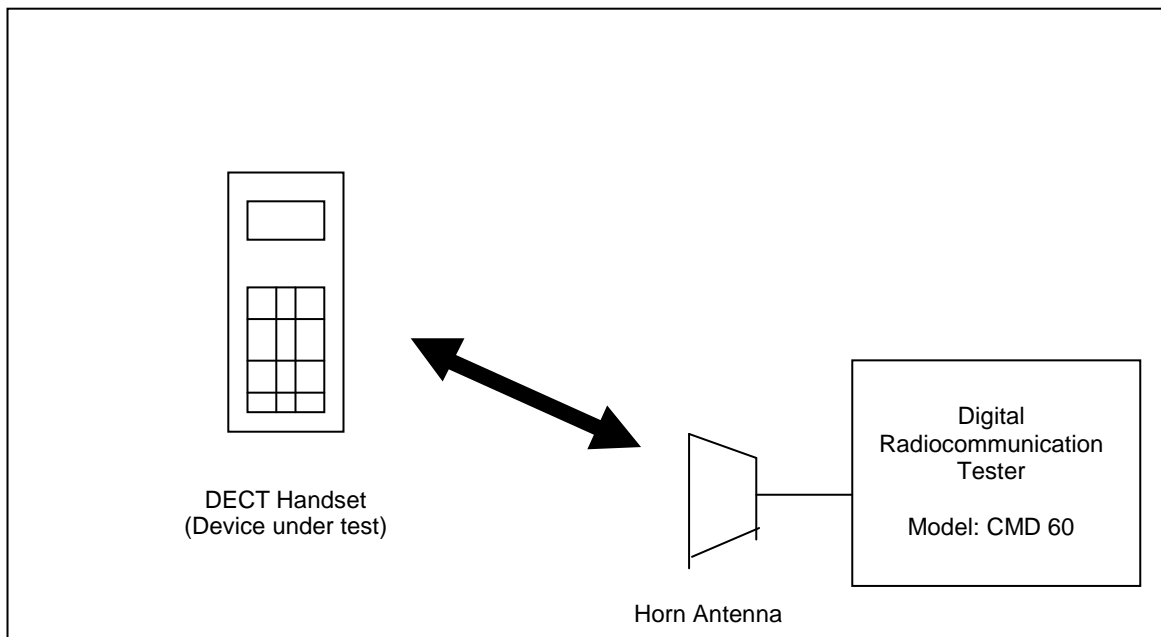 DECT Handset
(Device under test)
Horn Antenna
Digital
Radiocommunication
Tester
Model: CMD 60